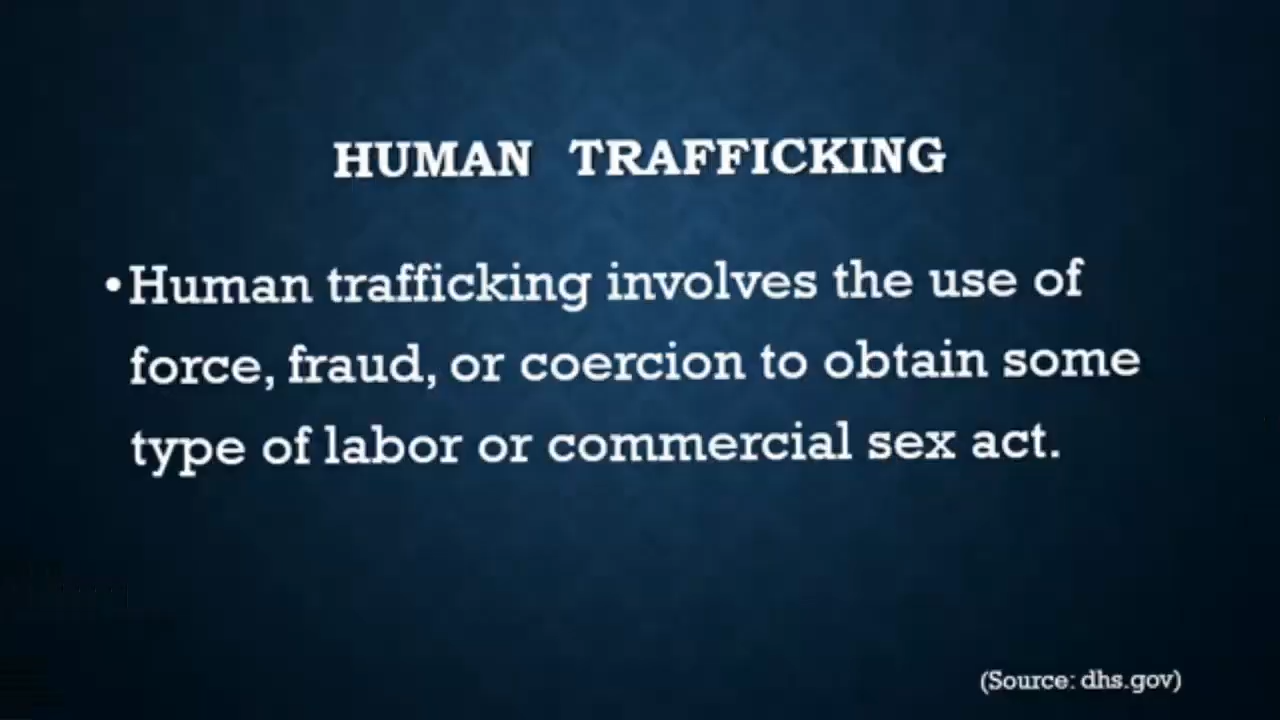 HUMAN TRAFFICKING
•Human trafficking involves the use of
force, fraud, or coercion to obtain some
type of labor or commercial sex act.
(Source: dhs.gov)